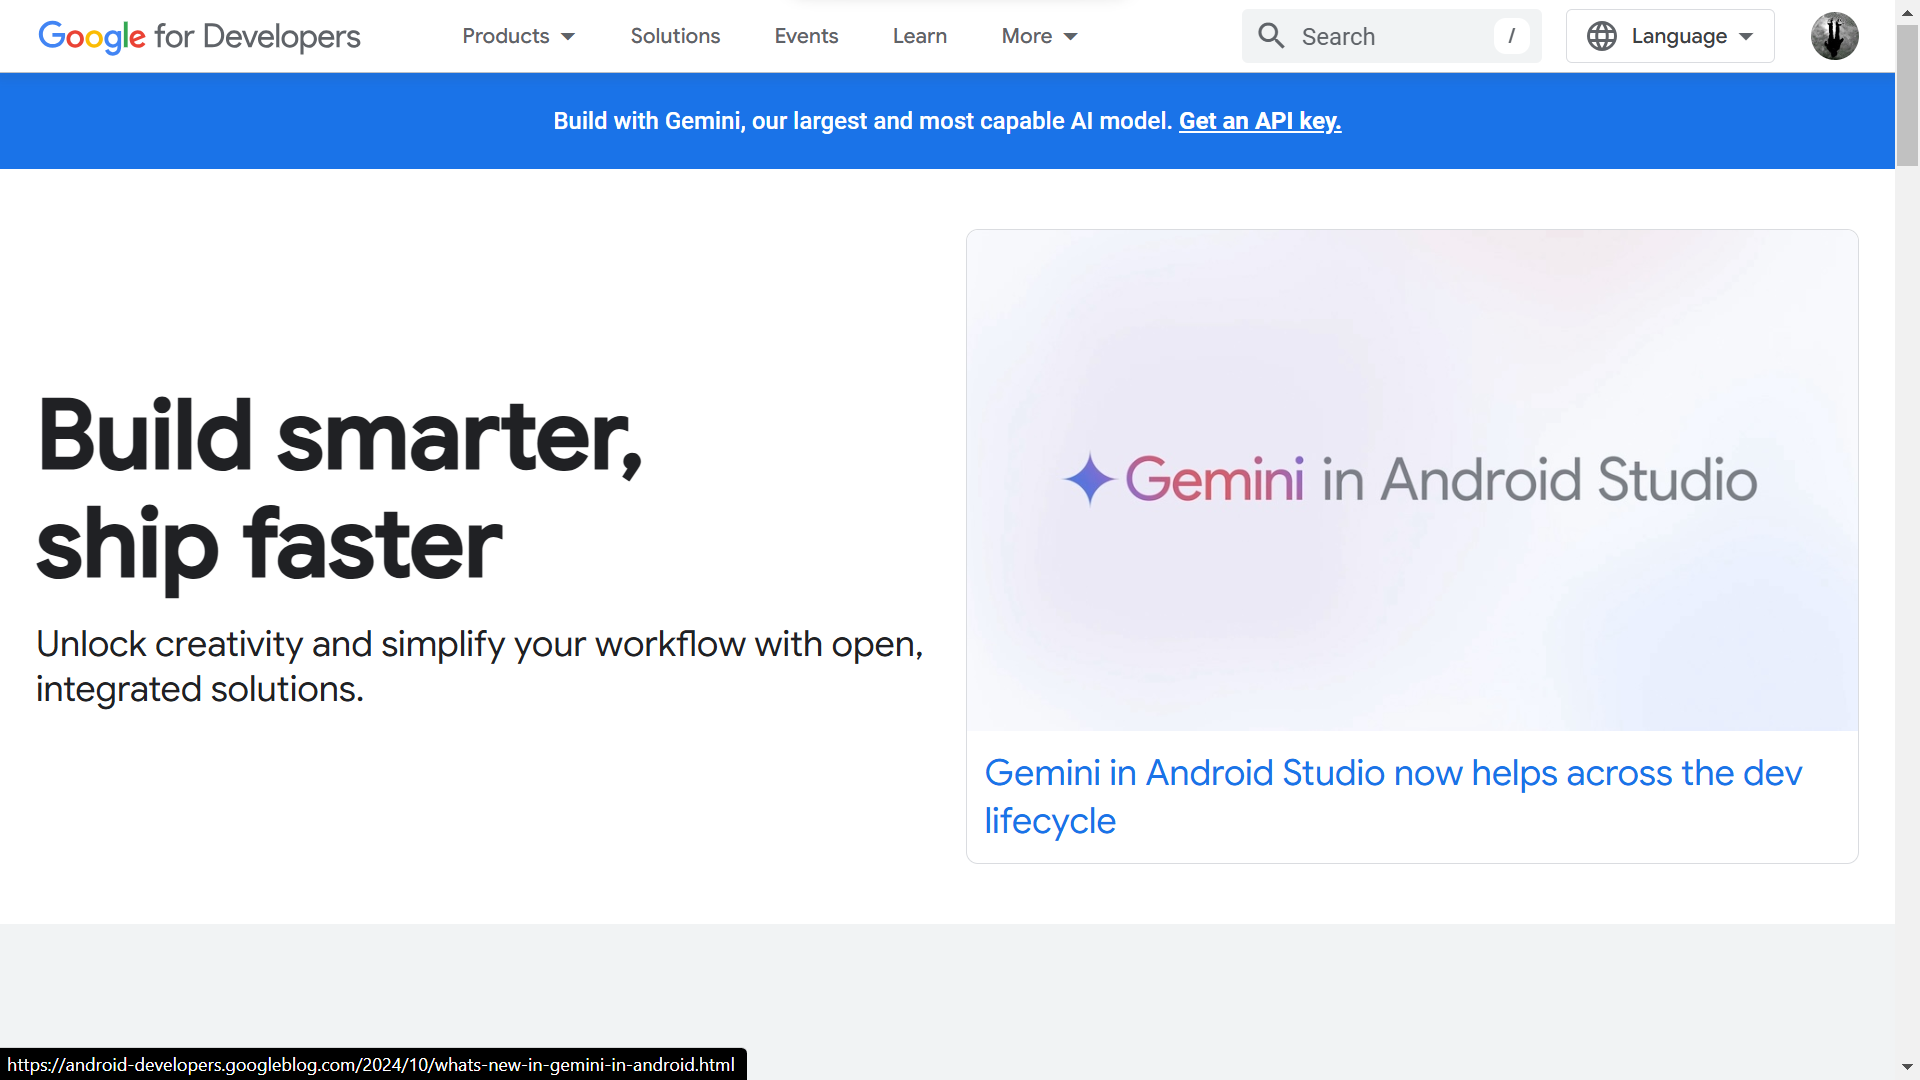 Google for Developers
Products
Solutions
Events
Learn
More
Search
/
Language
Build with Gemini, our largest and most capable AI model. Get an API key.
Build smarter,
ship faster
Unlock creativity and simplify your workflow with open,
integrated solutions.
Gemini in Android Studio
Gemini in Android Studio now helps across the dev
lifecycle
https://android-developers.googleblog.com/2024/10/whats-new-in-gemini-in-android.html